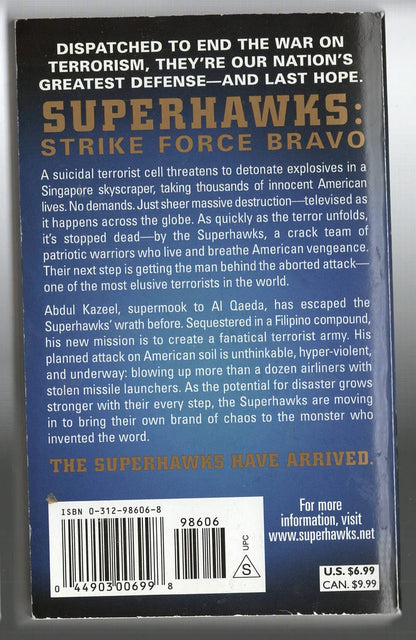 DISPATCHED TO END THE WAR ON
TERRORISM, THEY'RE OUR NATION'S
GREATEST DEFENSE—AND LAST HOPE.
SUPERHAWKS:
STRIKE FORCE BRAVO
A suicidal terrorist cell threatens to detonate explosives in a
Singapore skyscraper, taking thousands of innocent American
lives. No demands. Just sheer massive destruction—televised as
it happens across the globe. As quickly as the terror unfolds,
it's stopped dead—by the Superhawks, a crack team of
patriotic warriors who live and breathe American vengeance.
Their next step is getting the man behind the aborted attack—
one of the most elusive terrorists in the world.
Abdul Kazeel, supermook to Al Qaeda, has escaped the
Superhawks' wrath before. Sequestered in a Filipino compound,
his new mission is to create a fanatical terrorist army. His
planned attack on American soil is unthinkable, hyper-violent,
and underway: blowing up more than a dozen airliners with
stolen missile launchers. As the potential for disaster grows
stronger with their every step, the Superhawks are moving
in to bring their own brand of chaos to the monster who
invented the word.
THE SUPERHAWKS HAVE ARRIVED.
ISBN 0-312-98606-8
98606
0 44903 00699 8
S UPC
For more
information, visit
www.superhawks.net
U.S. $6.99
CAN. $9.99